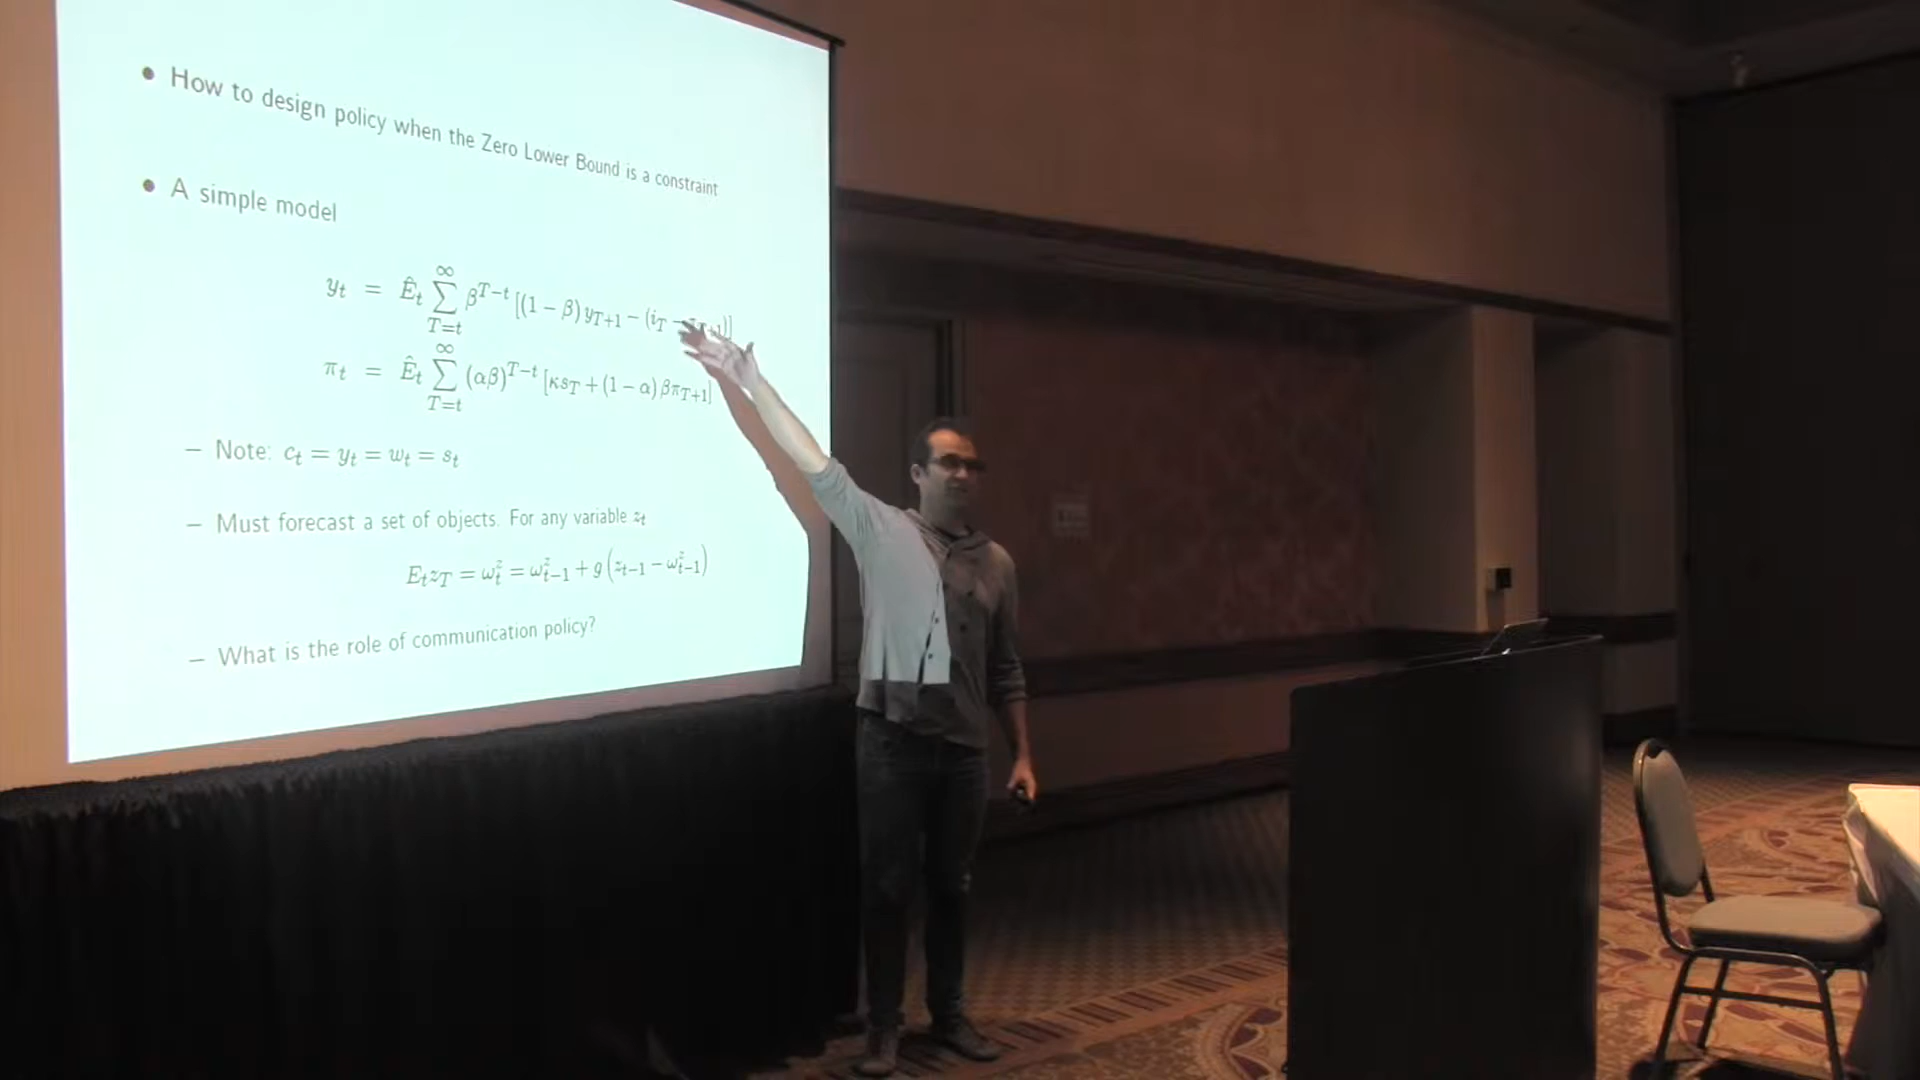 • How to design policy when the Zero Lower Bound is a constraint
• A simple model
y_t = Ê_t ∑_{T=t}^{∞} β^{T−t} [(1 − β) y_{T+1} − (i_T − π_{T+1})]
π_t = Ê_t ∑_{T=t}^{∞} (αβ)^{T−t} [κs_T + (1 − α) βπ_{T+1}]
– Note: c_t = y_t = w_t = s_t
– Must forecast a set of objects. For any variable z_t
E_t z_T = ω_t^z = ω_{t−1}^z + g (z_{t−1} − ω_{t−1}^z)
– What is the role of communication policy?